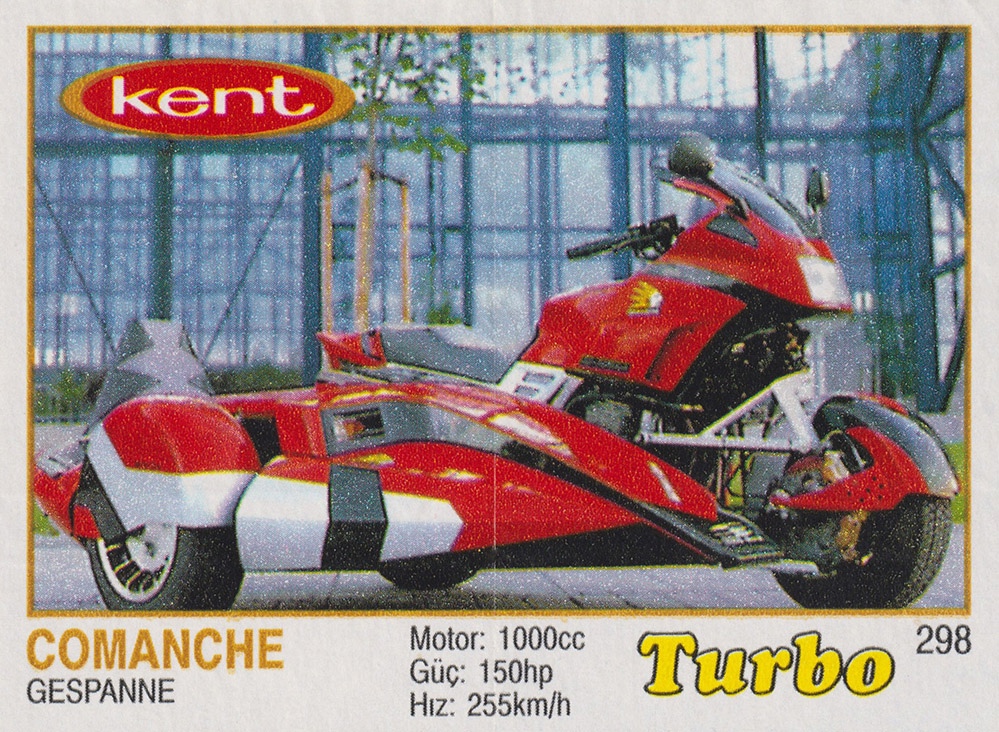 kent
COMANCHE
GESPANNE
Motor: 1000cc
Güç: 150hp
Hız: 255km/h
Turbo
298